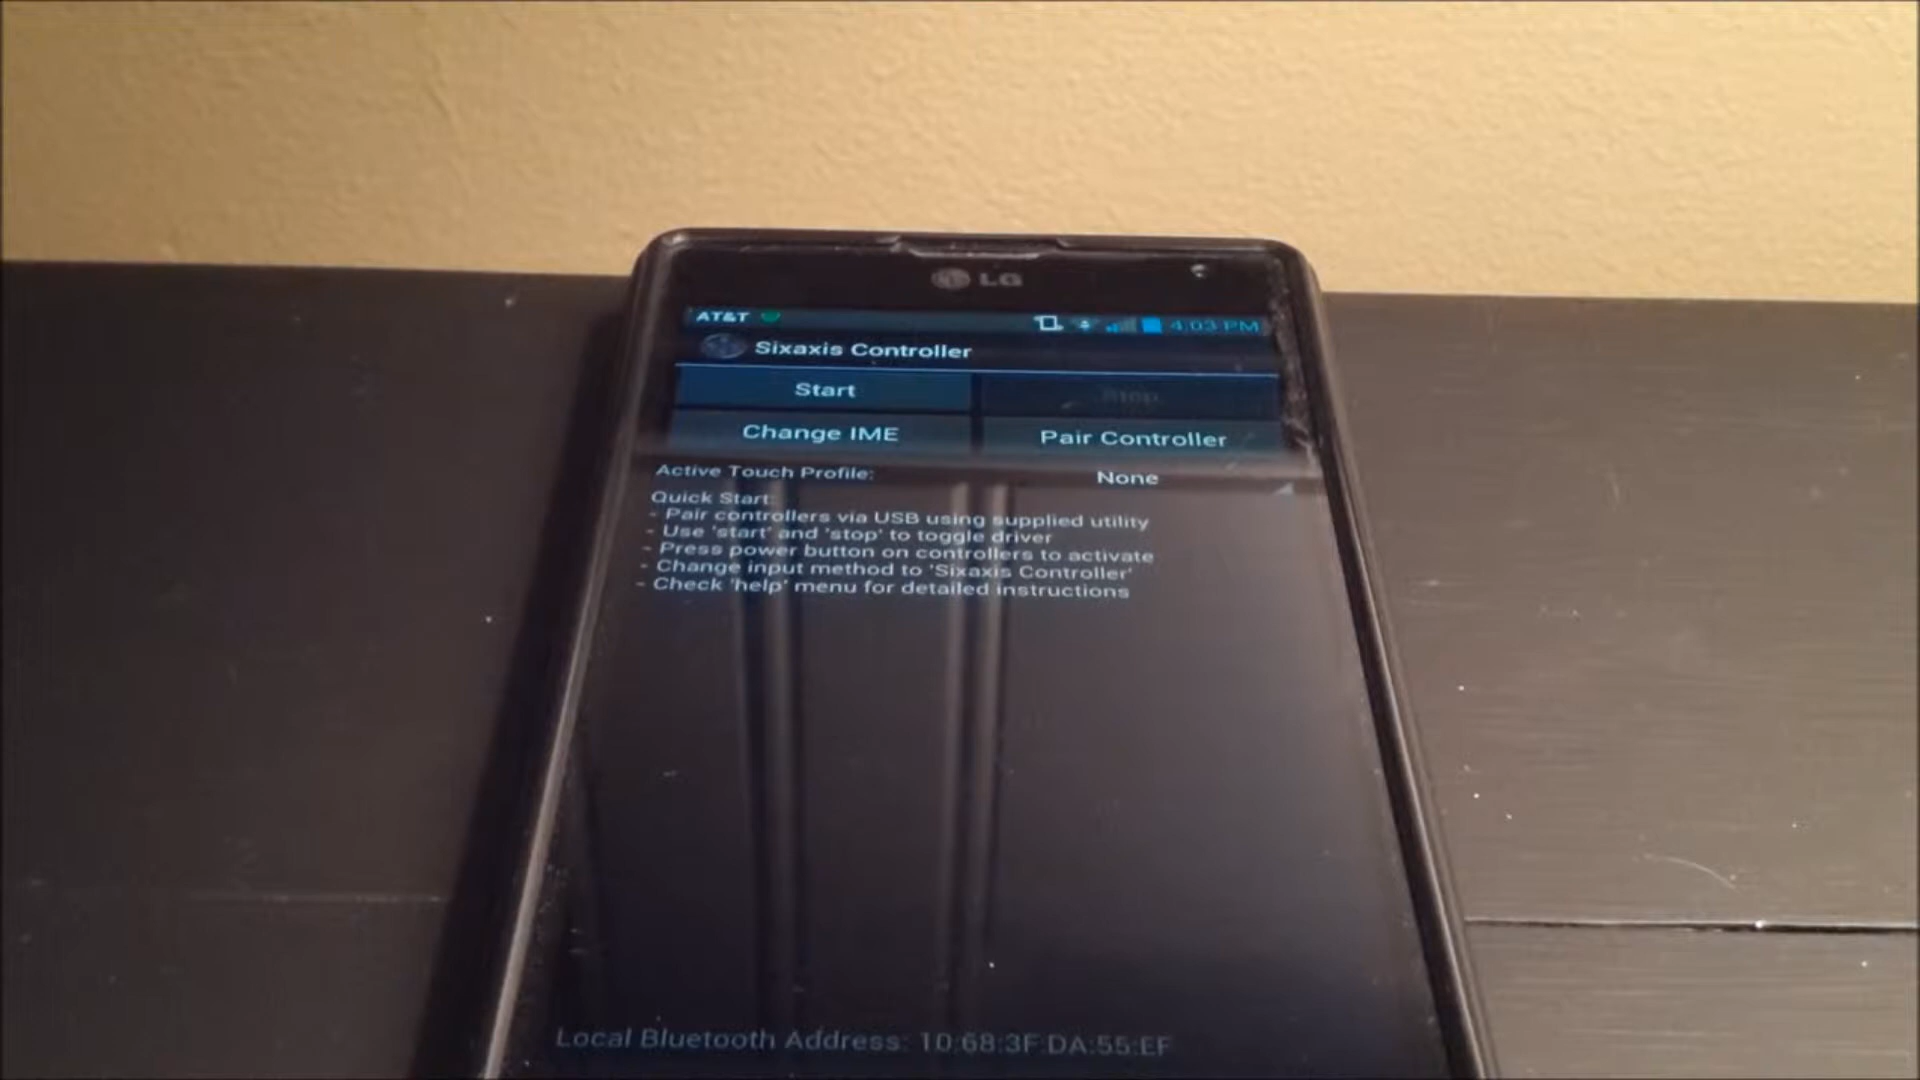 LG
AT&T 4:03 PM
Sixaxis Controller
Start Stop
Change IME Pair Controller
Active Touch Profile: None
Quick Start:
- Pair controllers via USB using supplied utility
- Use 'start' and 'stop' to toggle driver
- Press power button on controllers to activate
- Change input method to 'Sixaxis Controller'
- Check 'help' menu for detailed instructions
Local Bluetooth Address: 10:68:3F:DA:55:EF